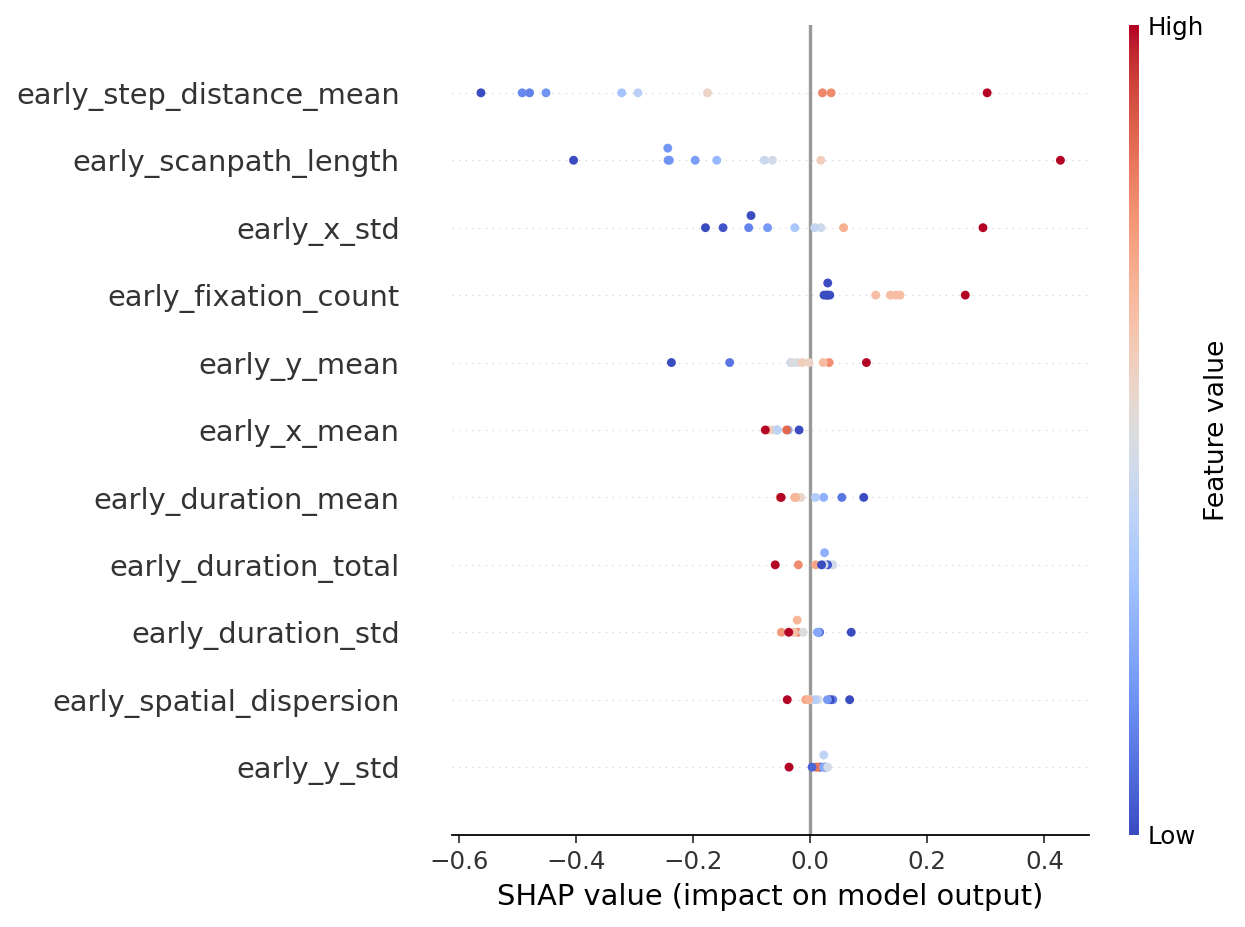 High
early_step_distance_mean
early_scanpath_length
early_x_std
early_fixation_count
early_y_mean
early_x_mean
early_duration_mean
early_duration_total
early_duration_std
early_spatial_dispersion
early_y_std
Feature value
Low
−0.6 −0.4 −0.2 0.0 0.2 0.4
SHAP value (impact on model output)